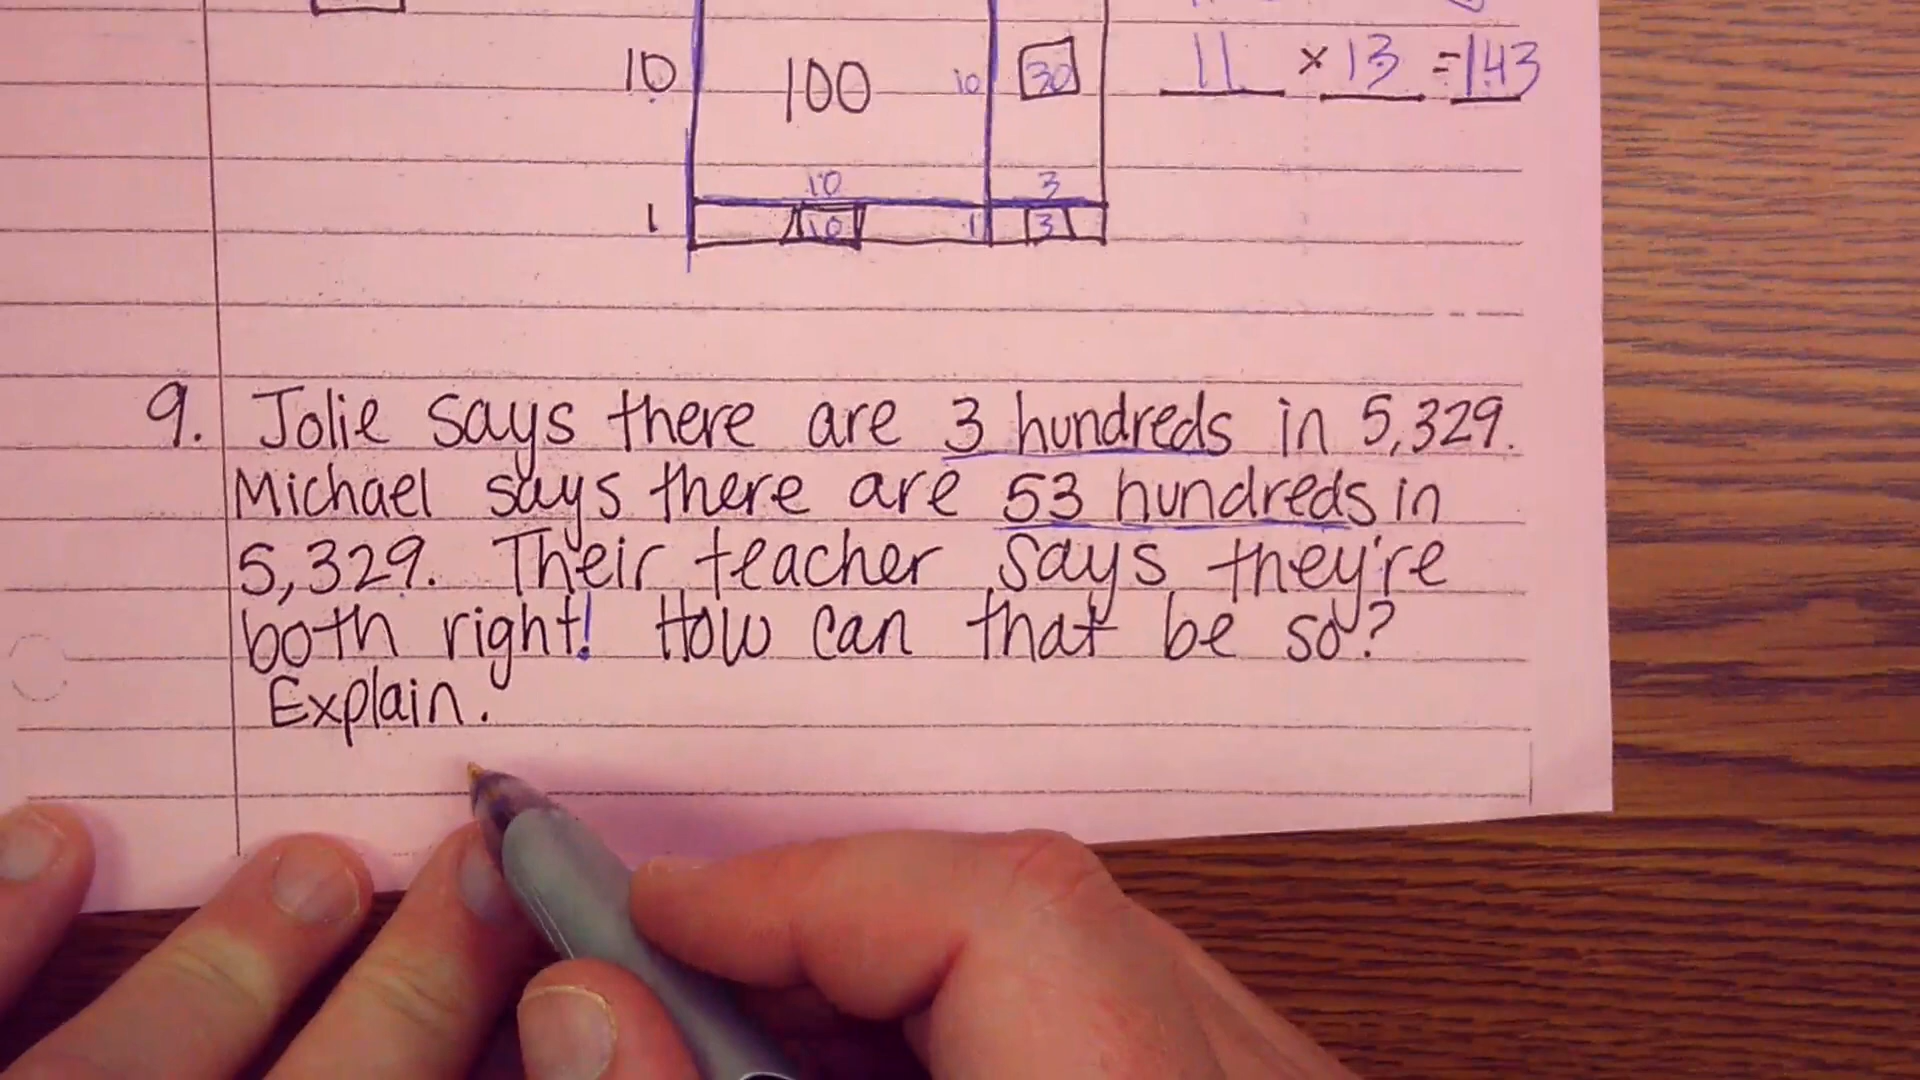 10 100 10 30 11 × 13 = 143
10 3
1 10 1 3
9. Jolie says there are 3 hundreds in 5,329.
Michael says there are 53 hundreds in
5,329. Their teacher says they're
both right! How can that be so?
Explain.